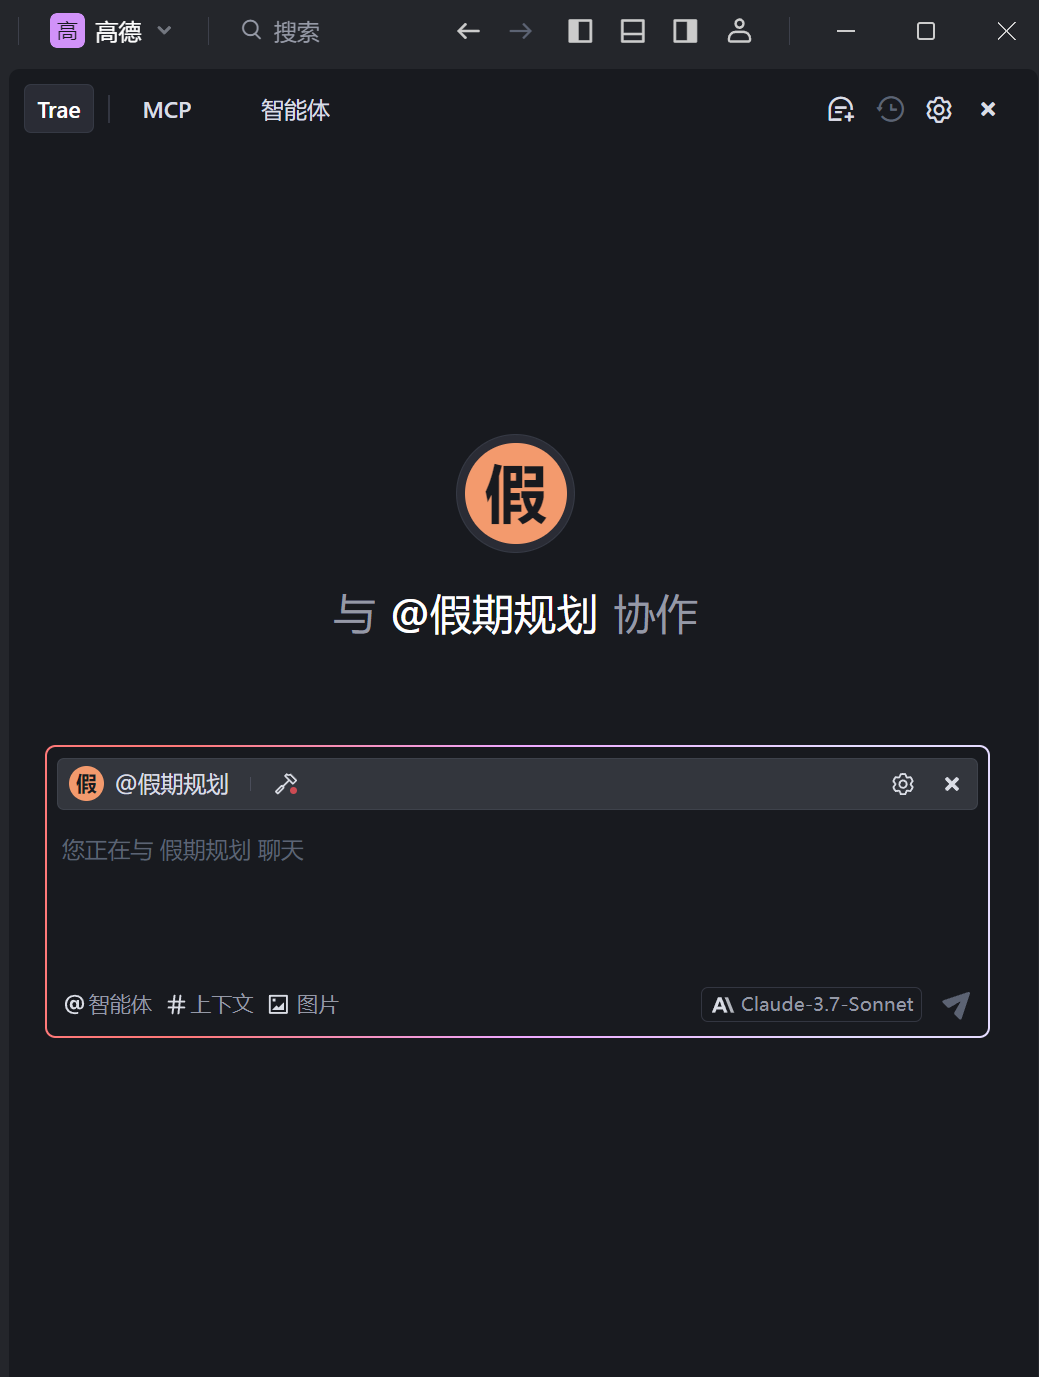 高 高德 搜索
Trae MCP 智能体
假
与 @假期规划 协作
假 @假期规划
您正在与 假期规划 聊天
@智能体 #上下文 图片 Claude-3.7-Sonnet